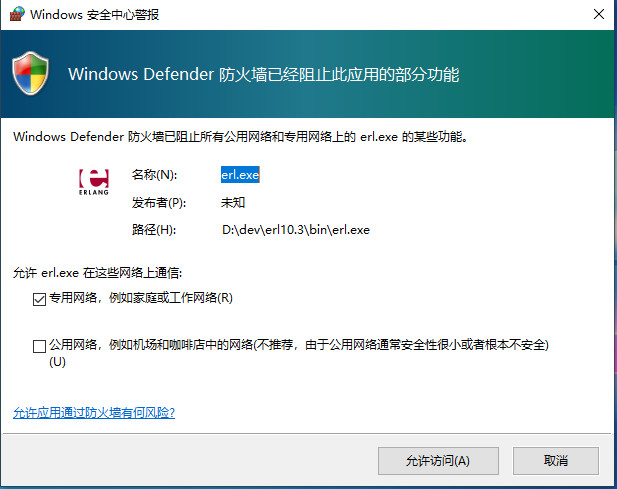 Windows 安全中心警报
Windows Defender 防火墙已经阻止此应用的部分功能
Windows Defender 防火墙已阻止所有公用网络和专用网络上的 erl.exe 的某些功能。
ERLANG
名称(N): erl.exe
发布者(P): 未知
路径(H): D:\dev\erl10.3\bin\erl.exe
允许 erl.exe 在这些网络上通信:
专用网络，例如家庭或工作网络(R)
公用网络，例如机场和咖啡店中的网络(不推荐，由于公用网络通常安全性很小或者根本不安全)
(U)
允许应用通过防火墙有何风险?
允许访问(A) 取消